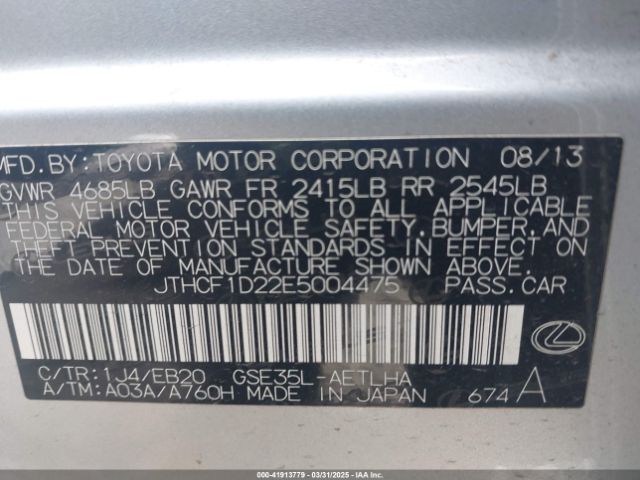 MFD.BY:TOYOTA MOTOR CORPORATION 08/13
GVWR 4685LB GAWR FR 2415LB RR 2545LB
THIS VEHICLE CONFORMS TO ALL APPLICABLE
FEDERAL MOTOR VEHICLE SAFETY,BUMPER,AND
THEFT PREVENTION STANDARDS IN EFFECT ON
THE DATE OF MANUFACTURE SHOWN ABOVE.
JTHCF1D22E5004475 PASS.CAR
C/TR:1J4/EB20 GSE35L-AETLHA
A/TM:A03A/A760H MADE IN JAPAN 674 A
000-41913779 - 03/31/2025 - IAAI.COM